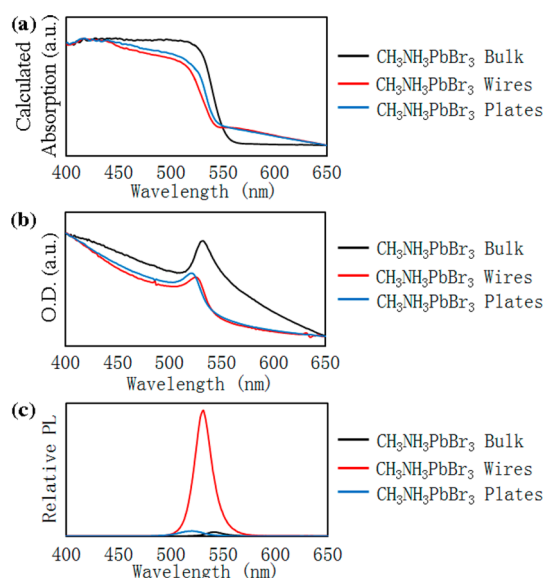 (a)
Calculated
Absorption (a.u.)
CH₃NH₃PbBr₃ Bulk
CH₃NH₃PbBr₃ Wires
CH₃NH₃PbBr₃ Plates
400 450 500 550 600 650
Wavelength (nm)
(b)
O.D. (a.u.)
CH₃NH₃PbBr₃ Bulk
CH₃NH₃PbBr₃ Wires
CH₃NH₃PbBr₃ Plates
400 450 500 550 600 650
Wavelength (nm)
(c)
Relative PL
CH₃NH₃PbBr₃ Bulk
CH₃NH₃PbBr₃ Wires
CH₃NH₃PbBr₃ Plates
400 450 500 550 600 650
Wavelength (nm)